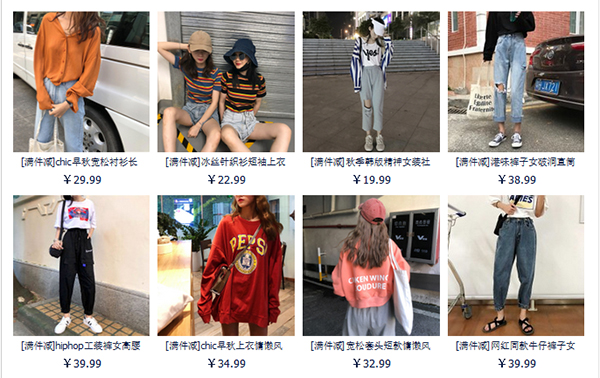 [满件减]chic早秋宽松衬衫长
[满件减]冰丝针织衫短袖上衣
[满件减]秋季韩版精神女装社
[满件减]港味裤子女破洞直筒
￥29.99
￥22.99
￥19.99
￥38.99
PEPS
OKEN WING
OUDURE
[满件减]hiphop工装裤女高腰
[满件减]chic早秋上衣慵懒风
[满件减]宽松套头短款慵懒风
[满件减]网红同款牛仔裤子女
￥39.99
￥34.99
￥32.99
￥39.99